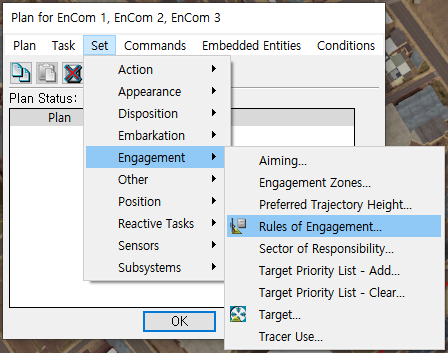 Plan for EnCom 1, EnCom 2, EnCom 3
Plan Task Set Commands Embedded Entities Conditions
Plan Status:
Plan
Action
Appearance
Disposition
Embarkation
Engagement
Other
Position
Reactive Tasks
Sensors
Subsystems
Aiming...
Engagement Zones...
Preferred Trajectory Height...
Rules of Engagement...
Sector of Responsibility...
Target Priority List - Add...
Target Priority List - Clear...
Target...
Tracer Use...
OK